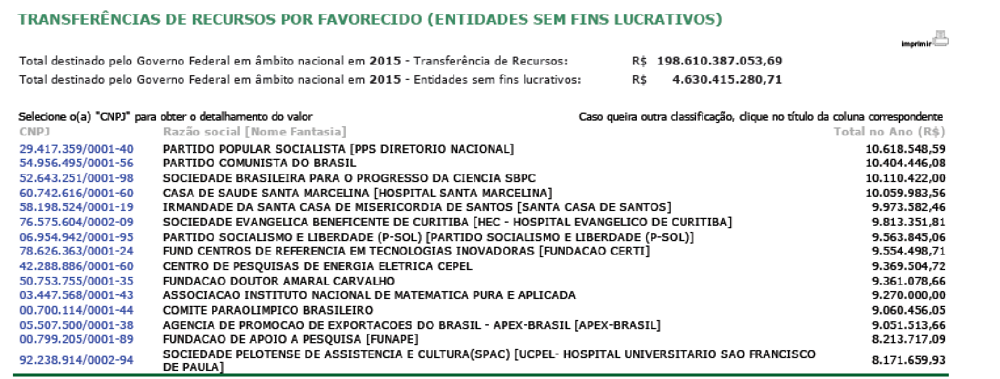 TRANSFERÊNCIAS DE RECURSOS POR FAVORECIDO (ENTIDADES SEM FINS LUCRATIVOS)
imprimir
Total destinado pelo Governo Federal em âmbito nacional em 2015 - Transferência de Recursos: R$ 198.610.387.053,69
Total destinado pelo Governo Federal em âmbito nacional em 2015 - Entidades sem fins lucrativos: R$ 4.630.415.280,71
Selecione o(a) "CNPJ" para obter o detalhamento do valor Caso queira outra classificação, clique no título da coluna correspondente
CNPJ Razão social [Nome Fantasia] Total no Ano (R$)
29.417.359/0001-40 PARTIDO POPULAR SOCIALISTA [PPS DIRETORIO NACIONAL] 10.618.548,59
54.956.495/0001-56 PARTIDO COMUNISTA DO BRASIL 10.404.446,08
52.643.251/0001-98 SOCIEDADE BRASILEIRA PARA O PROGRESSO DA CIENCIA SBPC 10.110.422,00
60.742.616/0001-60 CASA DE SAUDE SANTA MARCELINA [HOSPITAL SANTA MARCELINA] 10.059.983,56
58.198.524/0001-19 IRMANDADE DA SANTA CASA DE MISERICORDIA DE SANTOS [SANTA CASA DE SANTOS] 9.973.582,46
76.575.604/0002-09 SOCIEDADE EVANGELICA BENEFICENTE DE CURITIBA [HEC - HOSPITAL EVANGELICO DE CURITIBA] 9.813.351,81
06.954.942/0001-95 PARTIDO SOCIALISMO E LIBERDADE (P-SOL) [PARTIDO SOCIALISMO E LIBERDADE (P-SOL)] 9.563.845,06
78.626.363/0001-24 FUND CENTROS DE REFERENCIA EM TECNOLOGIAS INOVADORAS [FUNDACAO CERTI] 9.554.498,71
42.288.886/0001-60 CENTRO DE PESQUISAS DE ENERGIA ELETRICA CEPEL 9.369.504,72
50.753.755/0001-35 FUNDACAO DOUTOR AMARAL CARVALHO 9.361.078,66
03.447.568/0001-43 ASSOCIACAO INSTITUTO NACIONAL DE MATEMATICA PURA E APLICADA 9.270.000,00
00.700.114/0001-44 COMITE PARAOLIMPICO BRASILEIRO 9.060.456,05
05.507.500/0001-38 AGENCIA DE PROMOCAO DE EXPORTACOES DO BRASIL - APEX-BRASIL [APEX-BRASIL] 9.051.513,66
00.799.205/0001-89 FUNDACAO DE APOIO A PESQUISA [FUNAPE] 8.213.717,09
92.238.914/0002-94 SOCIEDADE PELOTENSE DE ASSISTENCIA E CULTURA(SPAC) [UCPEL- HOSPITAL UNIVERSITARIO SAO FRANCISCO 8.171.659,93
DE PAULA]